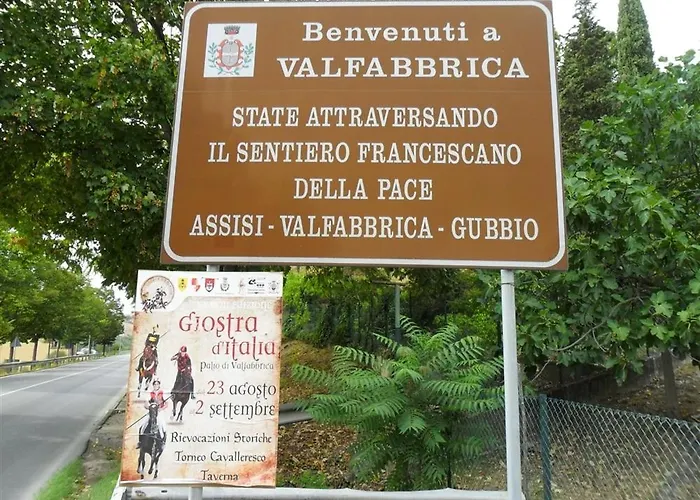 Benvenuti a
VALFABBRICA
STATE ATTRAVERSANDO
IL SENTIERO FRANCESCANO
DELLA PACE
ASSISI - VALFABBRICA - GUBBIO
Giostra
d'Italia
Palio di Valfabbrica
23 agosto
2 settembre
Rievocazioni Storiche
Torneo Cavalleresco
Taverna